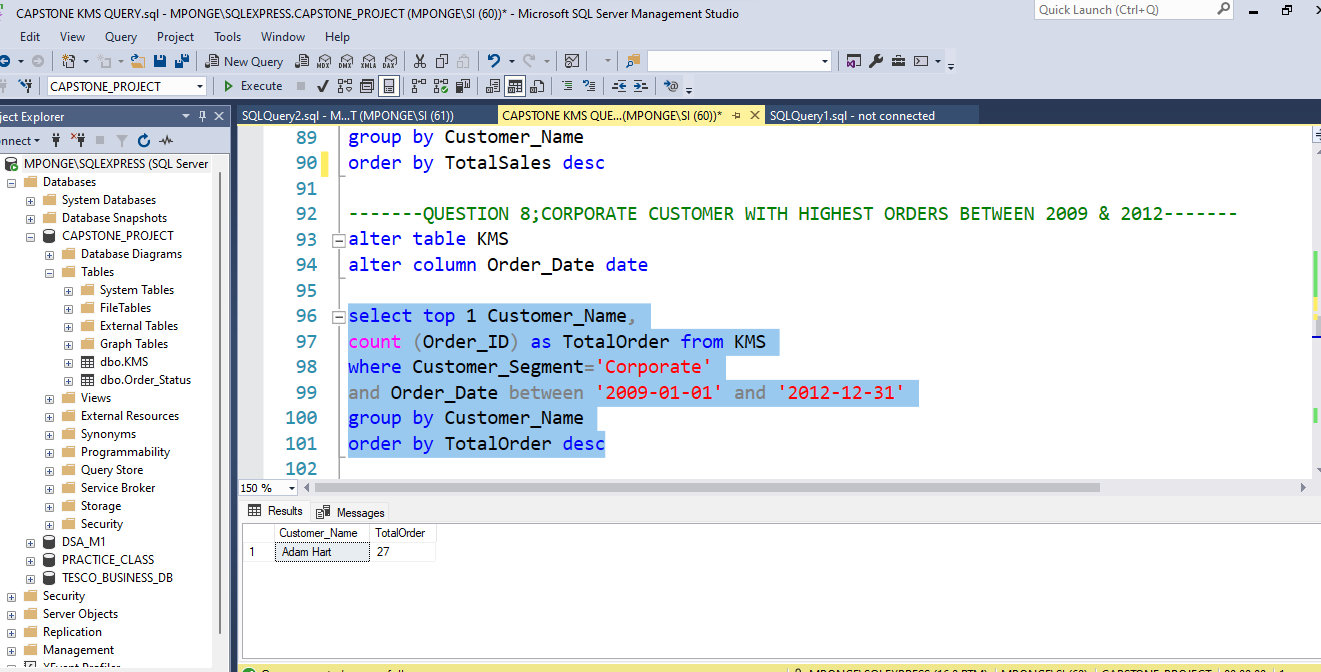 CAPSTONE KMS QUERY.sql - MPONGE\SQLEXPRESS.CAPSTONE_PROJECT (MPONGE\SI (60))* - Microsoft SQL Server Management Studio
Quick Launch (Ctrl+Q)
Edit View Query Project Tools Window Help
New Query
MDX DMX XMLA DAX
CAPSTONE_PROJECT
Execute
ject Explorer
SQLQuery2.sql - M...T (MPONGE\SI (61))
CAPSTONE KMS QUE...(MPONGE\SI (60))*
SQLQuery1.sql - not connected
nnect
MPONGE\SQLEXPRESS (SQL Server
Databases
System Databases
Database Snapshots
CAPSTONE_PROJECT
Database Diagrams
Tables
System Tables
FileTables
External Tables
Graph Tables
dbo.KMS
dbo.Order_Status
Views
External Resources
Synonyms
Programmability
Query Store
Service Broker
Storage
Security
DSA_M1
PRACTICE_CLASS
TESCO_BUSINESS_DB
Security
Server Objects
Replication
Management
XEvent Profiler
89 group by Customer_Name
90 order by TotalSales desc
91
92 -------QUESTION 8;CORPORATE CUSTOMER WITH HIGHEST ORDERS BETWEEN 2009 & 2012-------
93 alter table KMS
94 alter column Order_Date date
95
96 select top 1 Customer_Name,
97 count (Order_ID) as TotalOrder from KMS
98 where Customer_Segment='Corporate'
99 and Order_Date between '2009-01-01' and '2012-12-31'
100 group by Customer_Name
101 order by TotalOrder desc
102
150 %
Results Messages
Customer_Name TotalOrder
1 Adam Hart 27